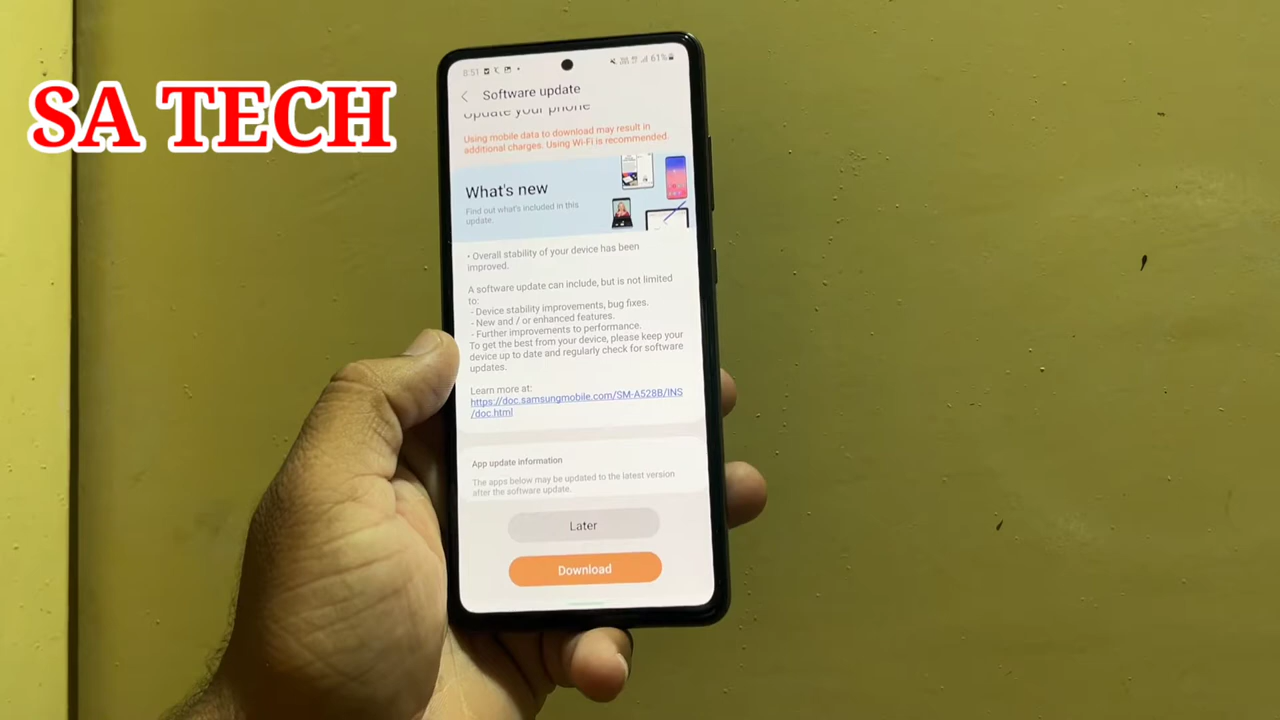 SA TECH
8:51
61%
Software update
Update your phone
Using mobile data to download may result in
additional charges. Using Wi-Fi is recommended.
What's new
Find out what's included in this
update.
• Overall stability of your device has been
improved.
A software update can include, but is not limited
to:
- Device stability improvements, bug fixes.
- New and / or enhanced features.
- Further improvements to performance.
To get the best from your device, please keep your
device up to date and regularly check for software
updates.
Learn more at:
https://doc.samsungmobile.com/SM-A528B/INS
/doc.html
App update information
The apps below may be updated to the latest version
after the software update.
Later
Download